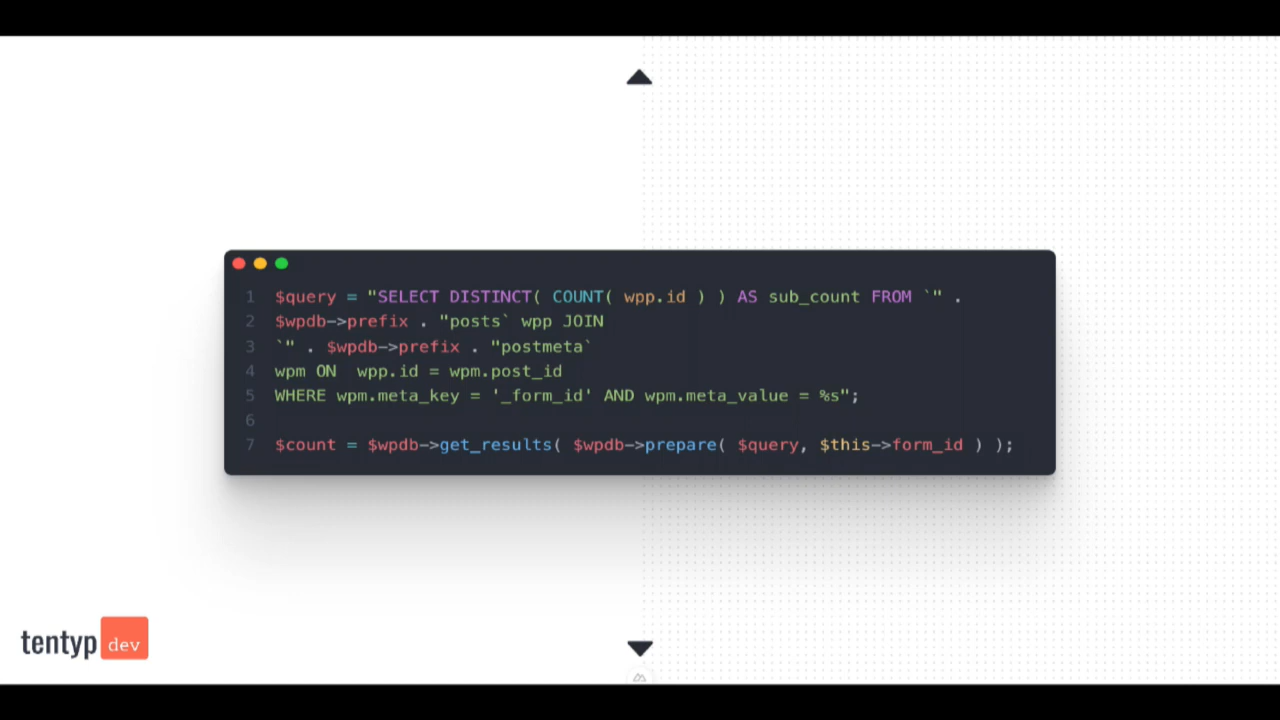 1 $query = "SELECT DISTINCT( COUNT( wpp.id ) ) AS sub_count FROM `" .
2 $wpdb->prefix . "posts` wpp JOIN
3 `" . $wpdb->prefix . "postmeta`
4 wpm ON  wpp.id = wpm.post_id
5 WHERE wpm.meta_key = '_form_id' AND wpm.meta_value = %s";
6
7 $count = $wpdb->get_results( $wpdb->prepare( $query, $this->form_id ) );
tentyp dev